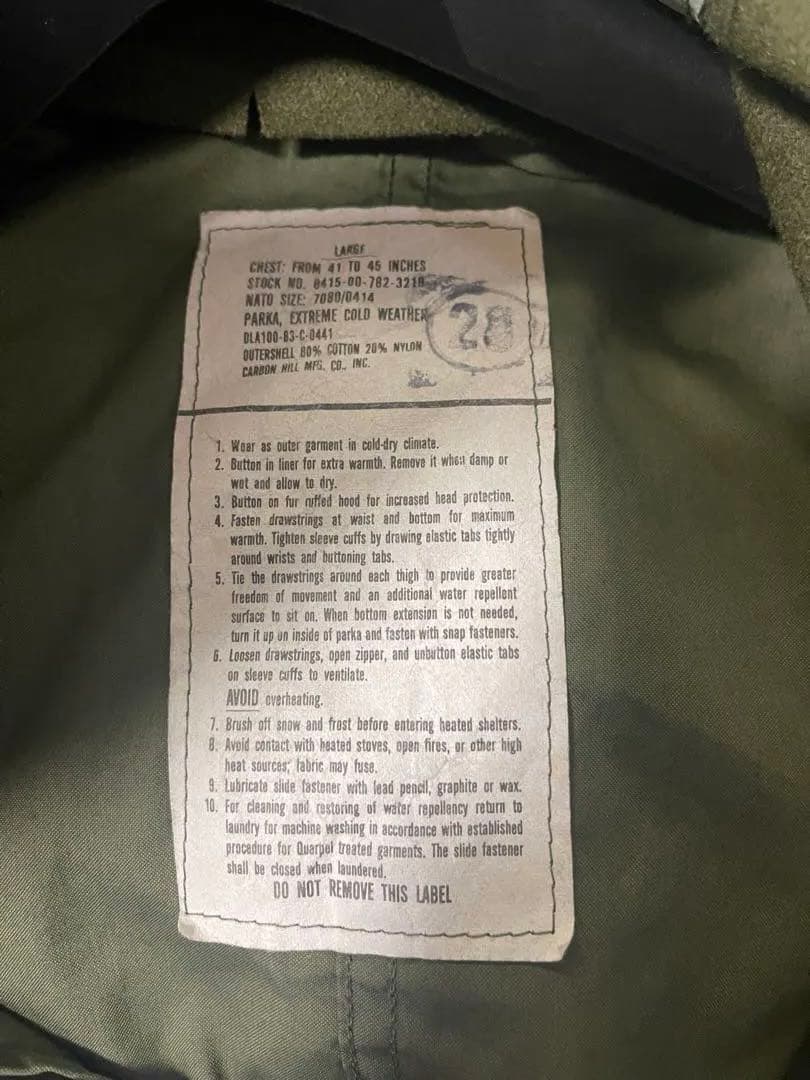 LARGE
CHEST: FROM 41 TO 45 INCHES
STOCK NO. 8415-00-782-3218
NATO SIZE: 7080/0414
PARKA, EXTREME COLD WEATHER
DLA100-83-C-0441
OUTERSHELL 80% COTTON 20% NYLON
CARBON HILL MFG. CO., INC.
28
1. Wear as outer garment in cold-dry climate.
2. Button in liner for extra warmth. Remove it when damp or
wet and allow to dry.
3. Button on fur ruffed hood for increased head protection.
4. Fasten drawstrings at waist and bottom for maximum
warmth. Tighten sleeve cuffs by drawing elastic tabs tightly
around wrists and buttoning tabs.
5. Tie the drawstrings around each thigh to provide greater
freedom of movement and an additional water repellent
surface to sit on. When bottom extension is not needed,
turn it up on inside of parka and fasten with snap fasteners.
6. Loosen drawstrings, open zipper, and unbutton elastic tabs
on sleeve cuffs to ventilate.
AVOID overheating.
7. Brush off snow and frost before entering heated shelters.
8. Avoid contact with heated stoves, open fires, or other high
heat sources; fabric may fuse.
9. Lubricate slide fastener with lead pencil, graphite or wax.
10. For cleaning and restoring of water repellency return to
laundry for machine washing in accordance with established
procedure for Quarpel treated garments. The slide fastener
shall be closed when laundered.
DO NOT REMOVE THIS LABEL